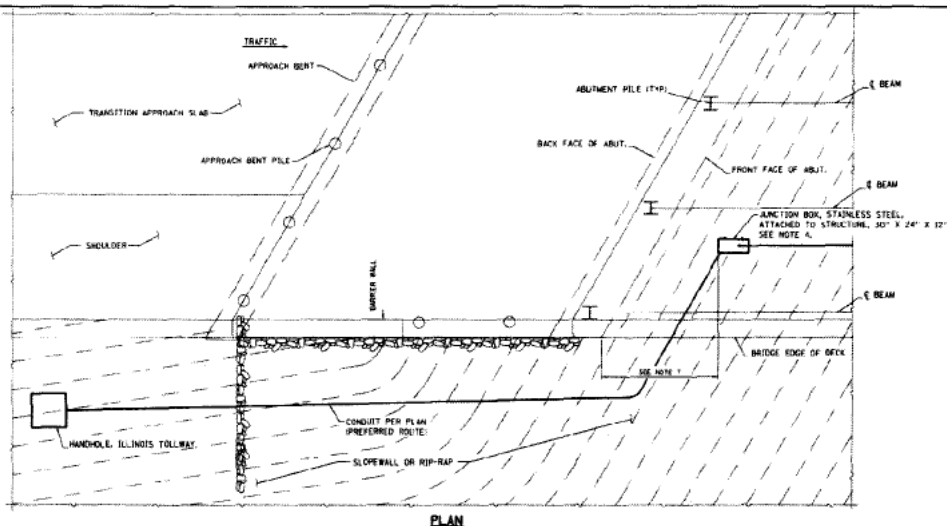 TRAFFIC
APPROACH BENT
TRANSITION APPROACH SLAB
ABUTMENT PILE (TYP)
℄ BEAM
BACK FACE OF ABUT.
APPROACH BENT PILE
FRONT FACE OF ABUT.
℄ BEAM
JUNCTION BOX, STAINLESS STEEL,
ATTACHED TO STRUCTURE, 30" X 24" X 12"
SEE NOTE 4.
SHOULDER
BARRIER WALL
℄ BEAM
BRIDGE EDGE OF DECK
SEE NOTE 7
CONDUIT PER PLAN
(PREFERRED ROUTE)
HANDHOLE, ILLINOIS TOLLWAY.
SLOPEWALL OR RIP-RAP
PLAN